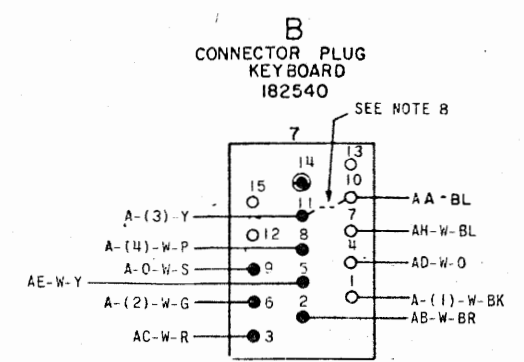 B
CONNECTOR PLUG
KEYBOARD
182540
SEE NOTE 8
7
13
14
10
15
11
A-(3)-Y
AA-BL
7
12
8
A-(4)-W-P
AH-W-BL
4
A-O-W-S
9
5
AD-W-O
AE-W-Y
1
A-(2)-W-G
6
2
A-(1)-W-BK
AB-W-BR
AC-W-R
3